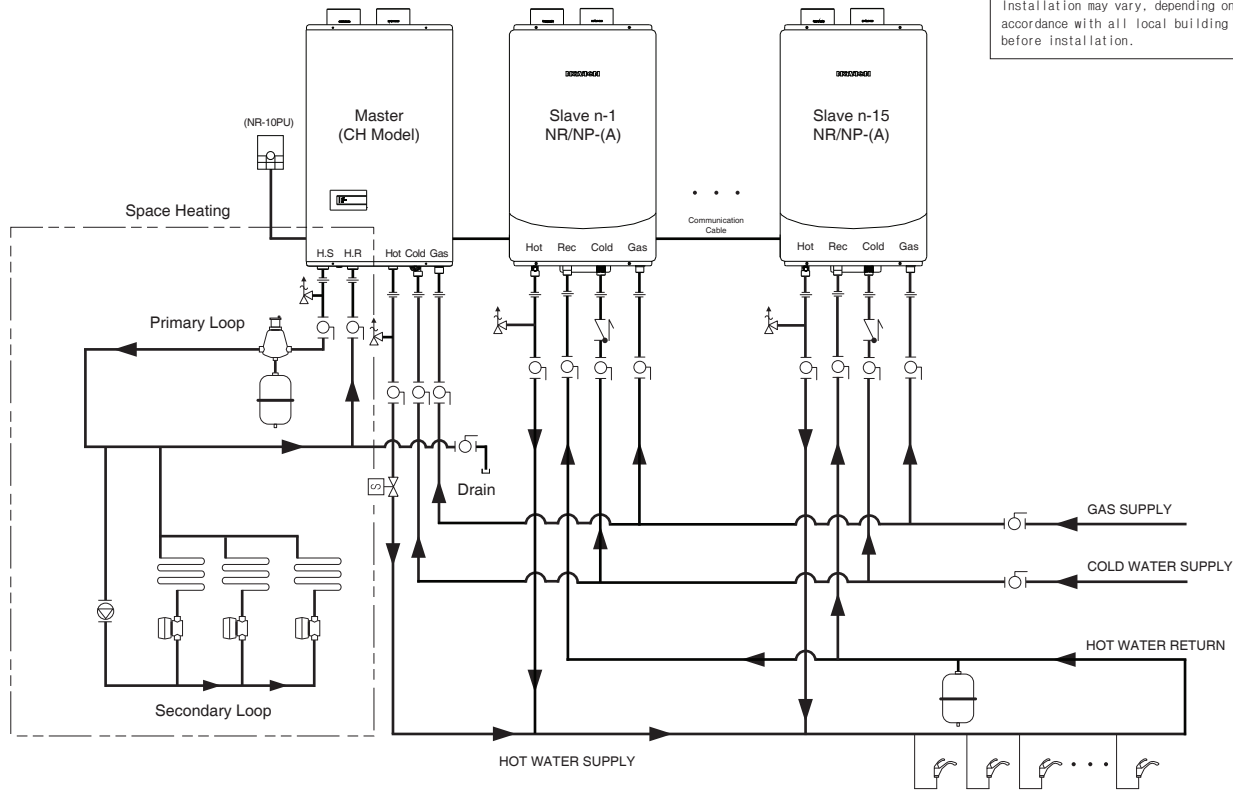 Installation may vary, depending on
accordance with all local building
before installation.
(NR-10PU)
Master
(CH Model)
Slave n-1
NR/NP-(A)
Slave n-15
NR/NP-(A)
Communication
Cable
Space Heating
H.S H.R Hot Cold Gas
Hot Rec Cold Gas
Hot Rec Cold Gas
Primary Loop
S
Drain
GAS SUPPLY
COLD WATER SUPPLY
HOT WATER RETURN
Secondary Loop
HOT WATER SUPPLY